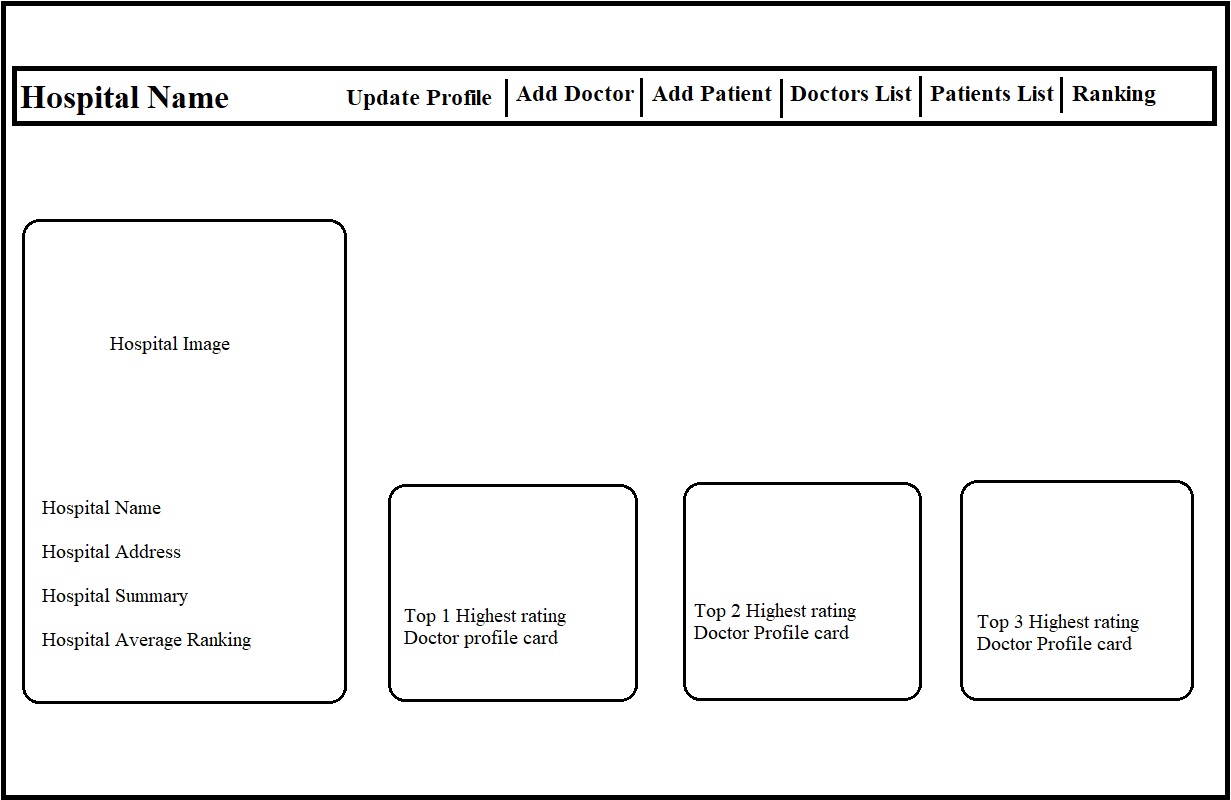 Hospital Name
Update Profile
Add Doctor
Add Patient
Doctors List
Patients List
Ranking
Hospital Image
Hospital Name
Hospital Address
Hospital Summary
Hospital Average Ranking
Top 1 Highest rating
Doctor profile card
Top 2 Highest rating
Doctor Profile card
Top 3 Highest rating
Doctor Profile card